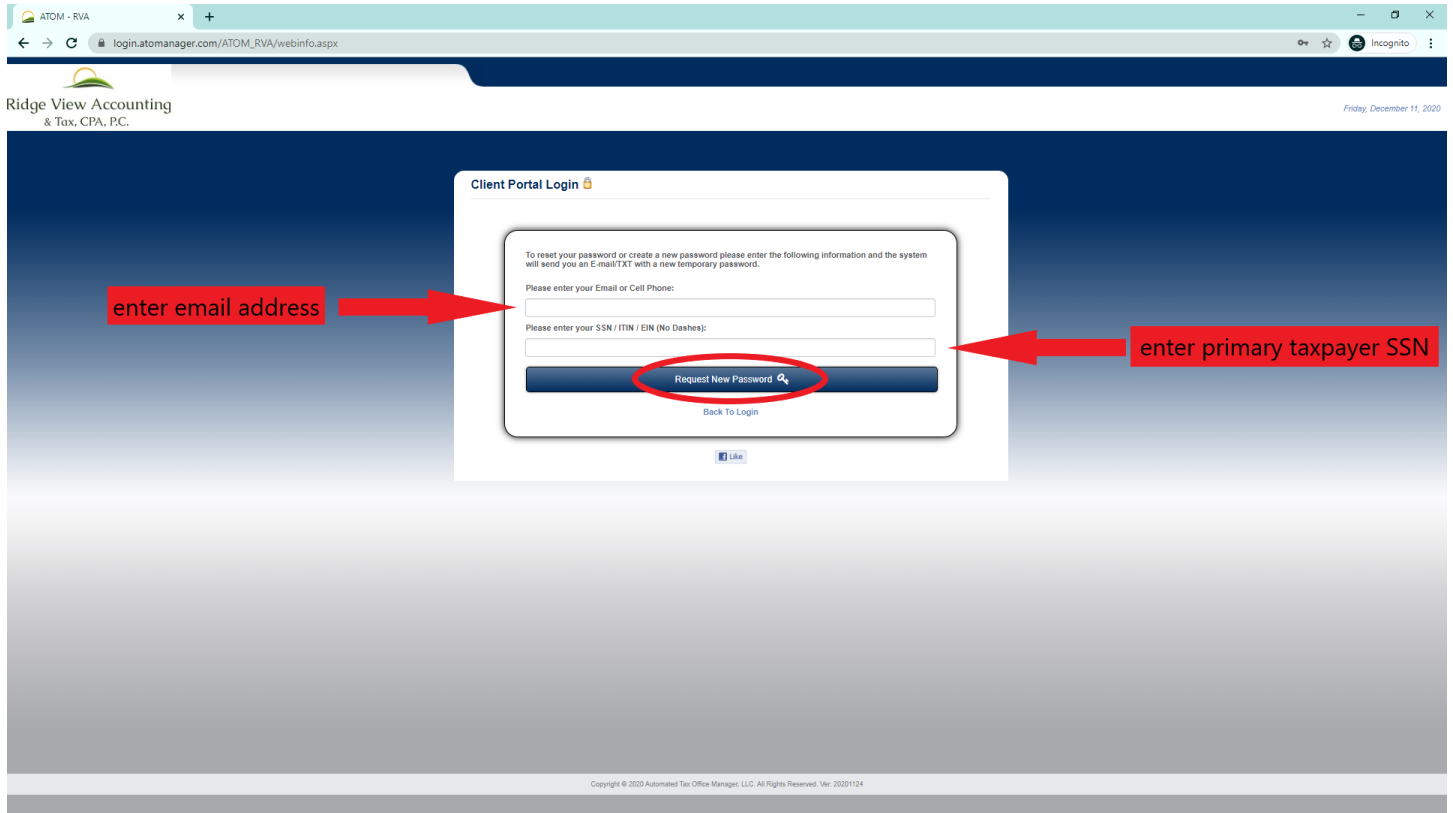 ATOM - RVA
login.atomanager.com/ATOM_RVA/webinfo.aspx
Incognito
Ridge View Accounting
& Tax, CPA, P.C.
Friday, December 11, 2020
Client Portal Login
To reset your password or create a new password please enter the following information and the system
will send you an E-mail/TXT with a new temporary password.
Please enter your Email or Cell Phone:
enter email address
Please enter your SSN / ITIN / EIN (No Dashes):
enter primary taxpayer SSN
Request New Password
Back To Login
Like
Copyright © 2020 Automated Tax Office Manager, LLC. All Rights Reserved. Ver. 20201124